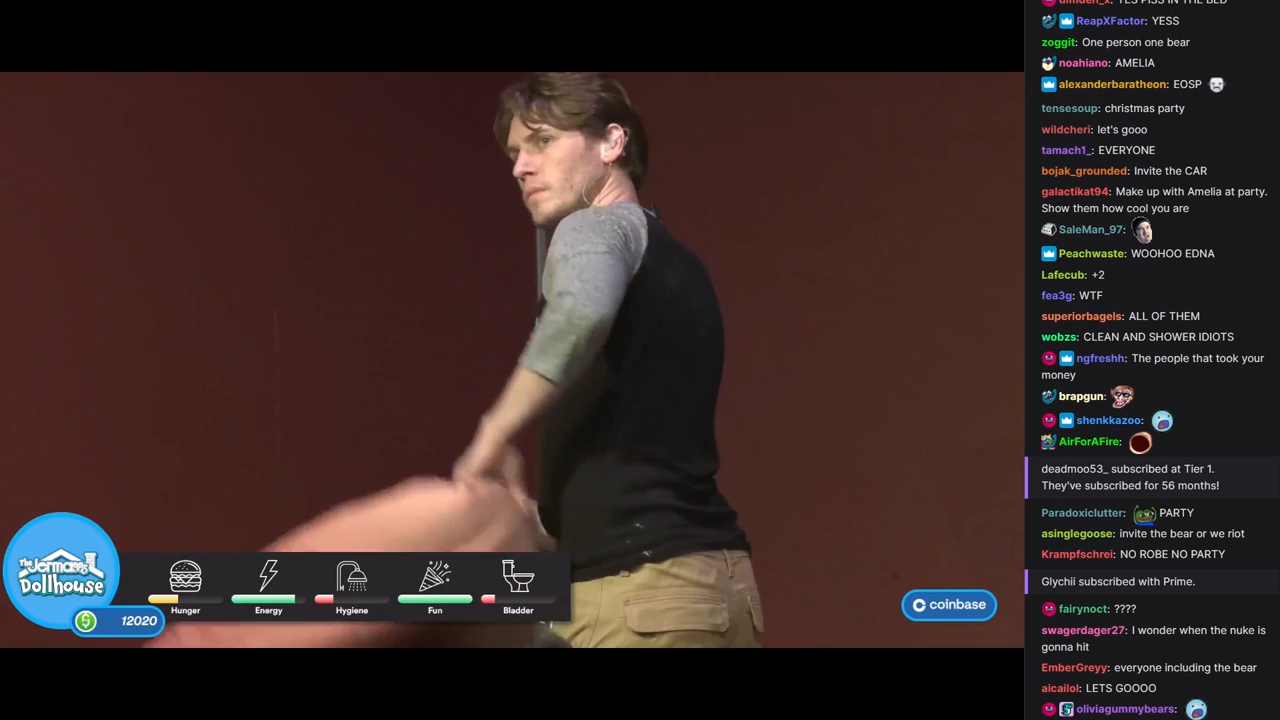 The Jerma985
Dollhouse
12020
Hunger
Energy
Hygiene
Fun
Bladder
coinbase
ReapXFactor: YESS
zoggit: One person one bear
noahiano: AMELIA
alexanderbaratheon: EOSP
tensesoup: christmas party
wildcheri: let's gooo
tamach1_: EVERYONE
bojak_grounded: Invite the CAR
galactikat94: Make up with Amelia at party.
Show them how cool you are
SaleMan_97:
Peachwaste: WOOHOO EDNA
Lafecub: +2
fea3g: WTF
superiorbagels: ALL OF THEM
wobzs: CLEAN AND SHOWER IDIOTS
ngfreshh: The people that took your
money
brapgun:
shenkkazoo:
AirForAFire:
deadmoo53_ subscribed at Tier 1.
They've subscribed for 56 months!
Paradoxiclutter: PARTY
asinglegoose: invite the bear or we riot
Krampfschrei: NO ROBE NO PARTY
Glychii subscribed with Prime.
fairynoct: ????
swagerdager27: I wonder when the nuke is
gonna hit
EmberGreyy: everyone including the bear
aicailol: LETS GOOOO
oliviagummybears: